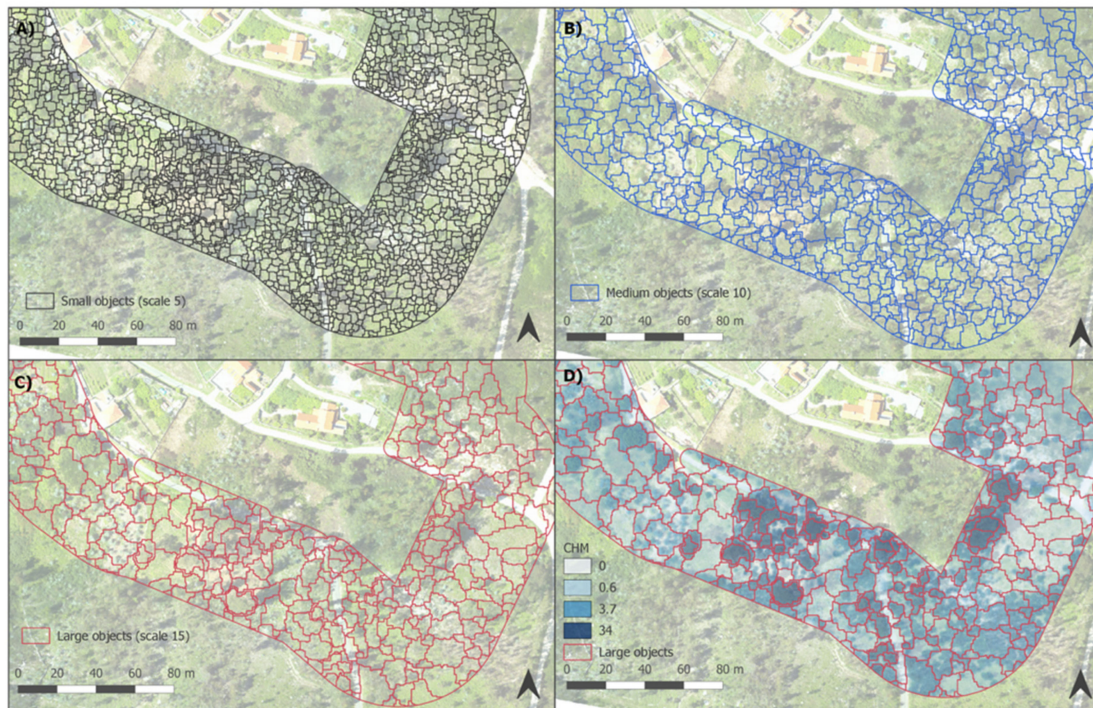 A)
Small objects (scale 5)
0 20 40 60 80 m
B)
Medium objects (scale 10)
0 20 40 60 80 m
C)
Large objects (scale 15)
0 20 40 60 80 m
D)
CHM
0
0.6
3.7
34
Large objects
0 20 40 60 80 m